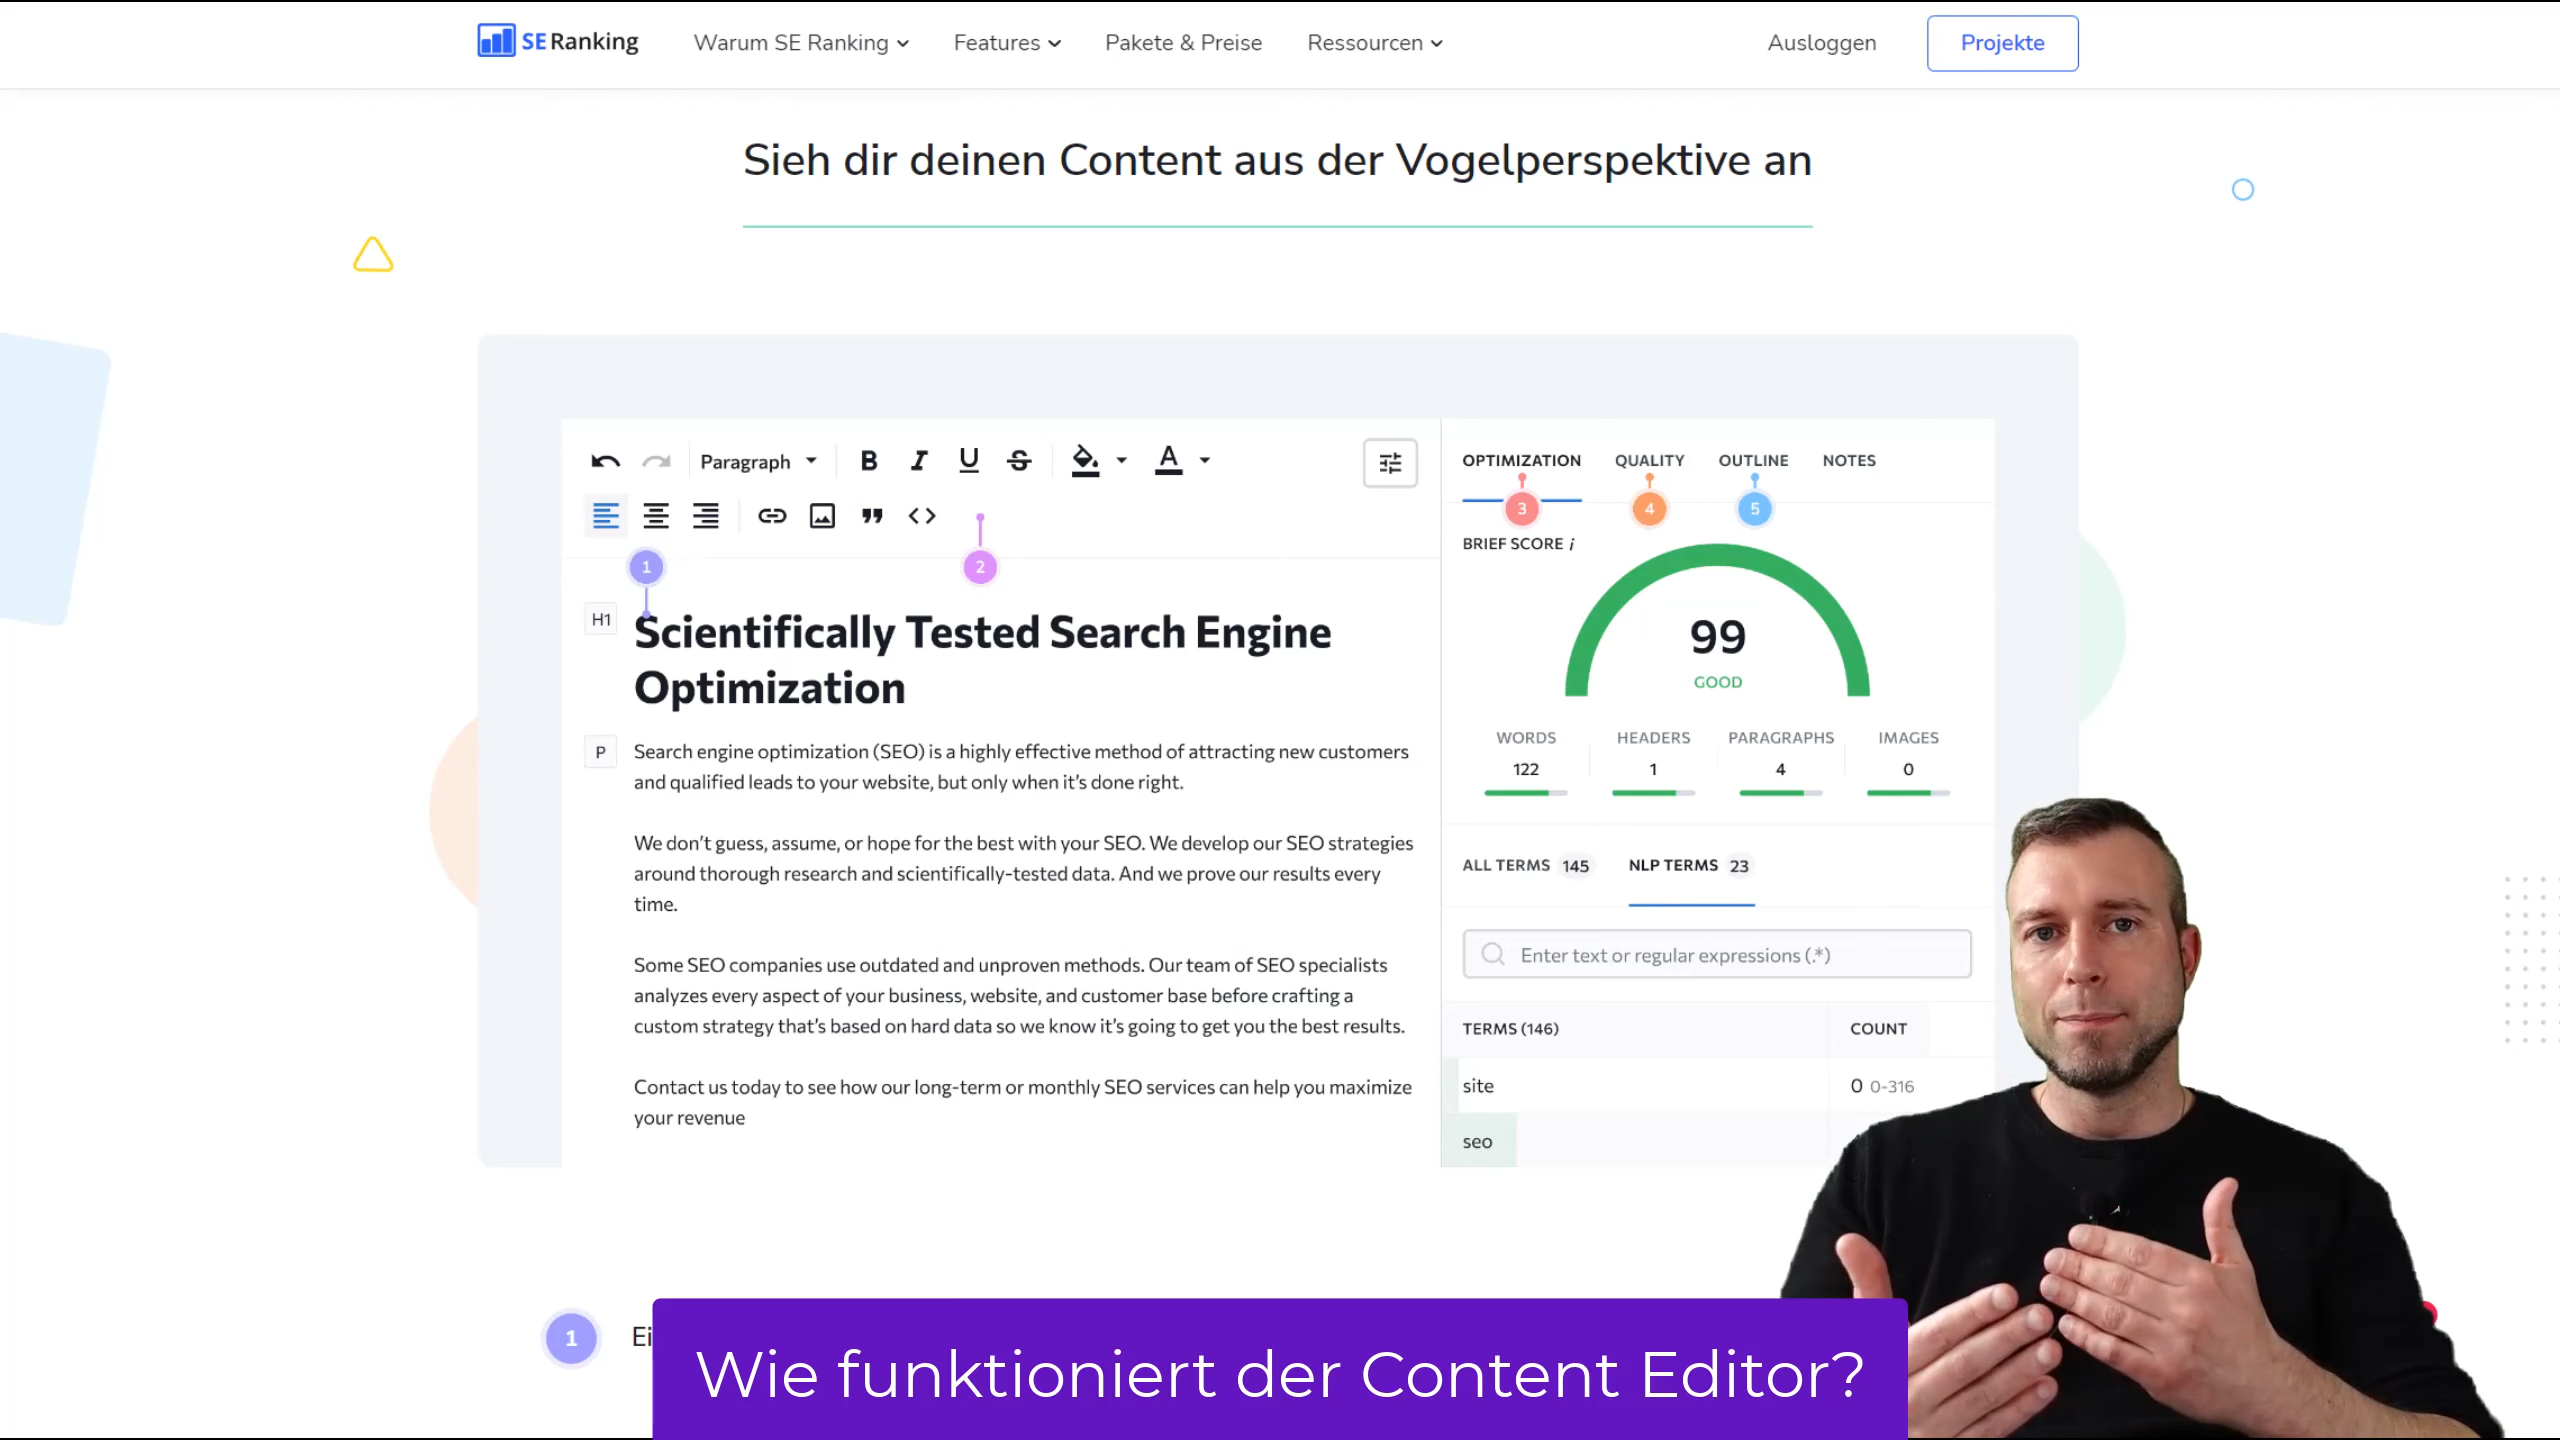 SE Ranking
Warum SE Ranking
Features
Pakete & Preise
Ressourcen
Ausloggen
Projekte
Sieh dir deinen Content aus der Vogelperspektive an
Paragraph
B I U S A
1
2
H1
Scientifically Tested Search Engine
Optimization
P
Search engine optimization (SEO) is a highly effective method of attracting new customers
and qualified leads to your website, but only when it's done right.
We don't guess, assume, or hope for the best with your SEO. We develop our SEO strategies
around thorough research and scientifically-tested data. And we prove our results every
time.
Some SEO companies use outdated and unproven methods. Our team of SEO specialists
analyzes every aspect of your business, website, and customer base before crafting a
custom strategy that's based on hard data so we know it's going to get you the best results.
Contact us today to see how our long-term or monthly SEO services can help you maximize
your revenue
OPTIMIZATION QUALITY OUTLINE NOTES
3 4 5
BRIEF SCORE i
99
GOOD
WORDS HEADERS PARAGRAPHS IMAGES
122 1 4 0
ALL TERMS 145 NLP TERMS 23
Enter text or regular expressions (.*)
TERMS (146) COUNT
site 0 0-316
seo
1
Ei
Wie funktioniert der Content Editor?